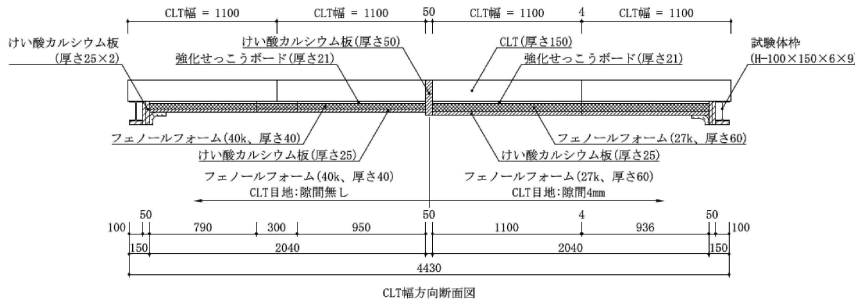 CLT幅 = 1100
CLT幅 = 1100
50
CLT幅 = 1100
4
CLT幅 = 1100
けい酸カルシウム板
(厚さ25×2)
けい酸カルシウム板(厚さ50)
強化せっこうボード(厚さ21)
CLT(厚さ150)
強化せっこうボード(厚さ21)
試験体枠
(H-100×150×6×9)
フェノールフォーム(40k、厚さ40)
けい酸カルシウム板(厚さ25)
フェノールフォーム(27k、厚さ60)
けい酸カルシウム板(厚さ25)
フェノールフォーム(40k、厚さ40)
CLT目地:隙間無し
フェノールフォーム(27k、厚さ60)
CLT目地:隙間4mm
100
50
790
300
950
50
1100
4
936
50
100
150
2040
2040
150
4430
CLT幅方向断面図